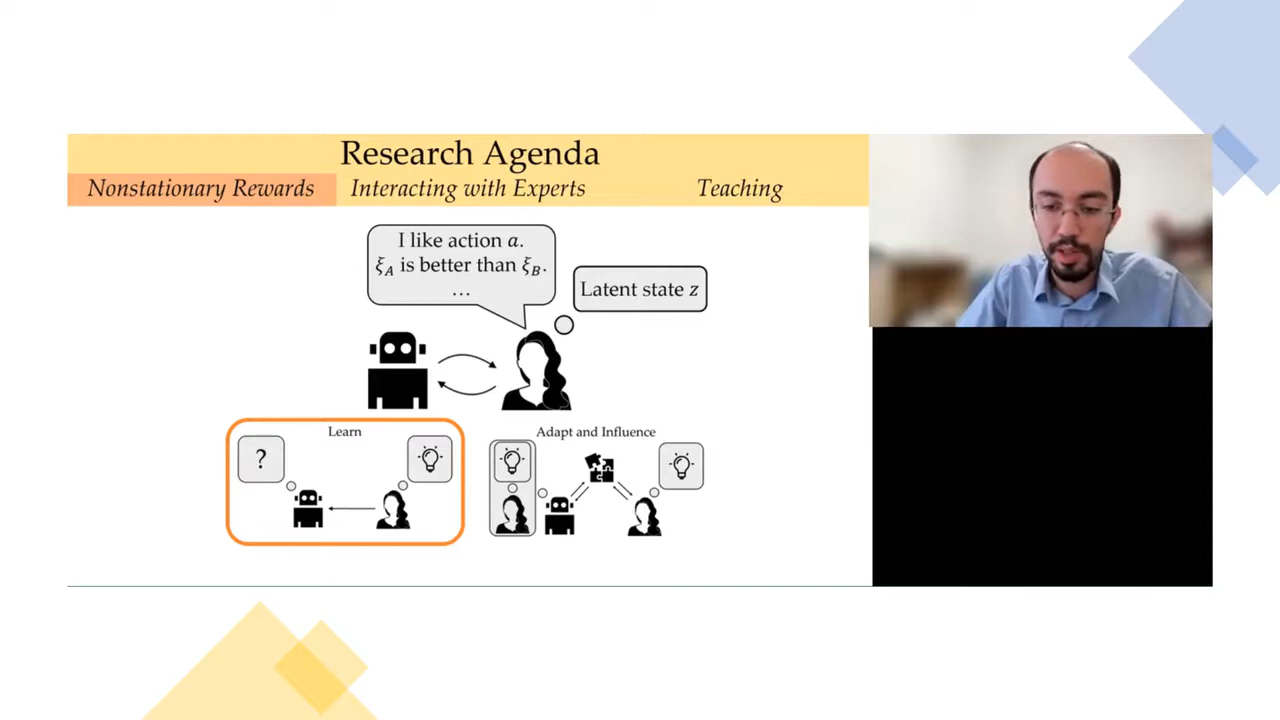 Research Agenda
Nonstationary Rewards
Interacting with Experts
Teaching
I like action a.
ξA is better than ξB.
…
Latent state z
Learn
?
Adapt and Influence